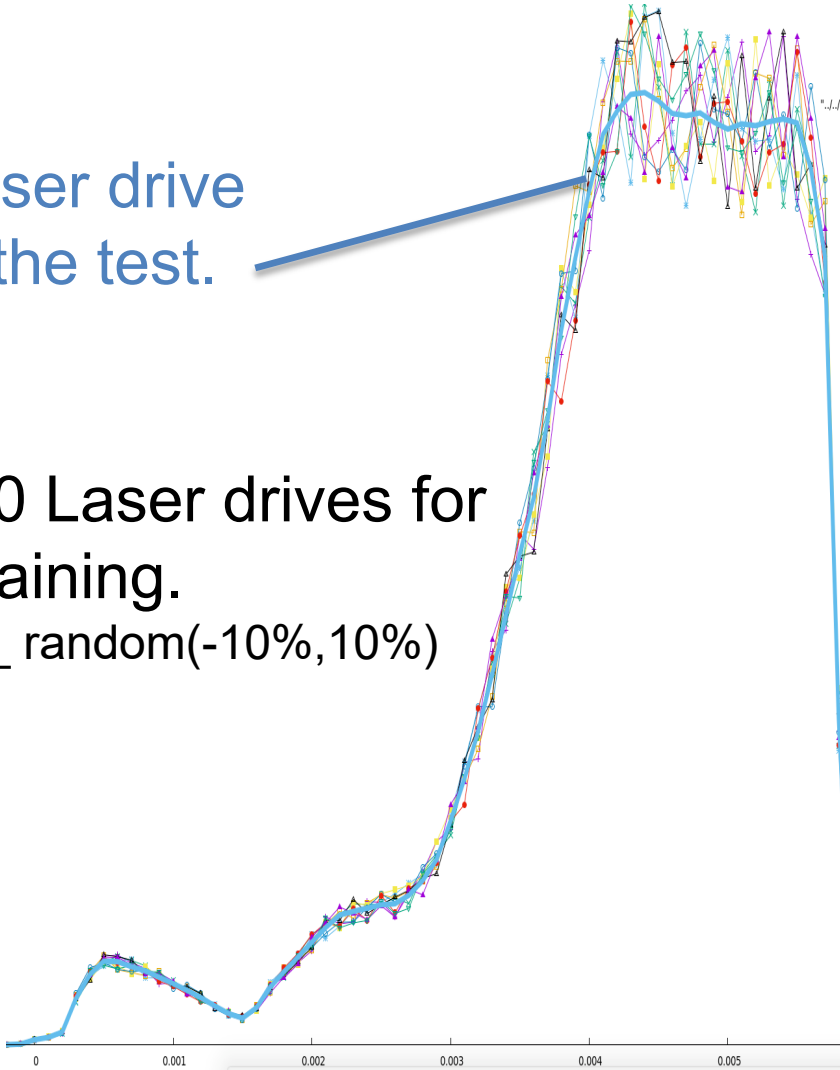 "../../
ser drive
the test.
0 Laser drives for
aining.
_ random(-10%,10%)
0 0.001 0.002 0.003 0.004 0.005